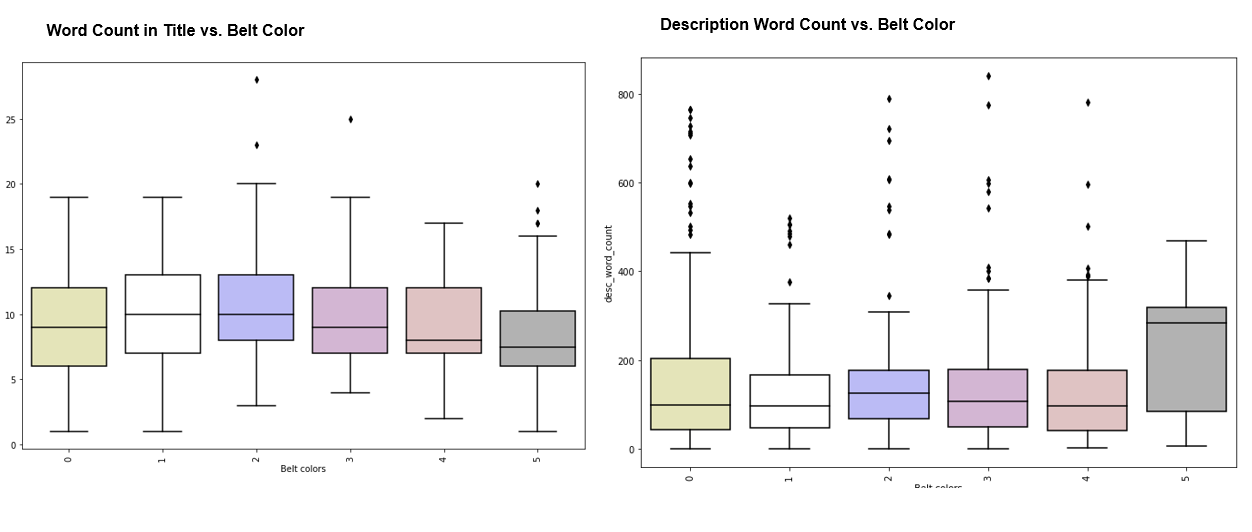 Word Count in Title vs. Belt Color
25
20
15
10
5
0
0 1 2 3 4 5
Belt colors
Description Word Count vs. Belt Color
desc_word_count
800
600
400
200
0
0 1 2 3 4 5
Belt colors